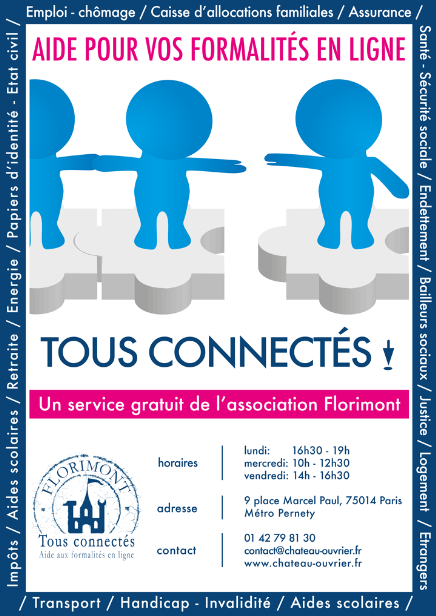 Emploi - chômage / Caisse d'allocations familiales / Assurance /
Santé - Sécurité sociale / Endettement / Bailleurs sociaux / Justice / Logement / Etrangers
/ Transport / Handicap - Invalidité / Aides scolaires /
Impôts / Aides scolaires / Retraite / Energie / Papiers d'identité - Etat civil /
AIDE POUR VOS FORMALITÉS EN LIGNE
TOUS CONNECTÉS !
Un service gratuit de l'association Florimont
FLORIMONT
Tous connectés
Aide aux formalités en ligne
horaires
lundi: 16h30 - 19h
mercredi: 10h - 12h30
vendredi: 14h - 16h30
adresse
9 place Marcel Paul, 75014 Paris
Métro Pernety
contact
01 42 79 81 30
contact@chateau-ouvrier.fr
www.chateau-ouvrier.fr